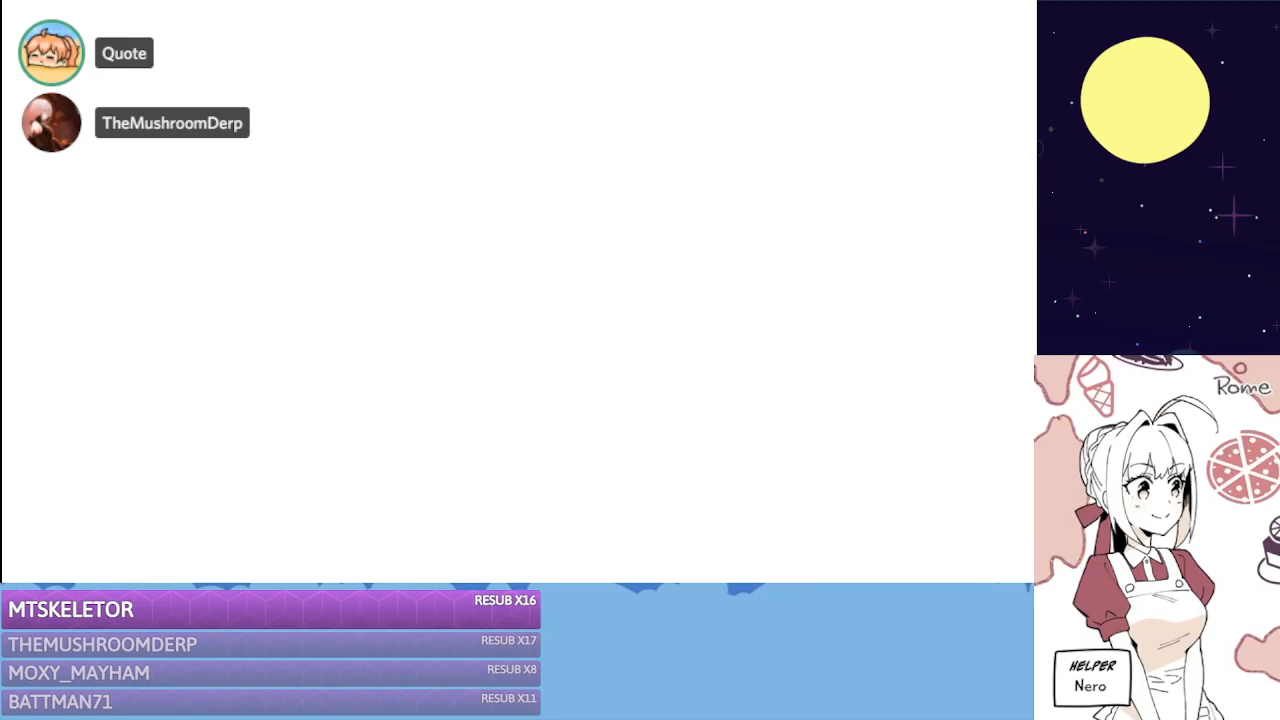 Quote
TheMushroomDerp
Rome
HELPER
Nero
MTSKELETOR RESUB X16
THEMUSHROOMDERP RESUB X17
MOXY_MAYHAM RESUB X8
BATTMAN71 RESUB X11